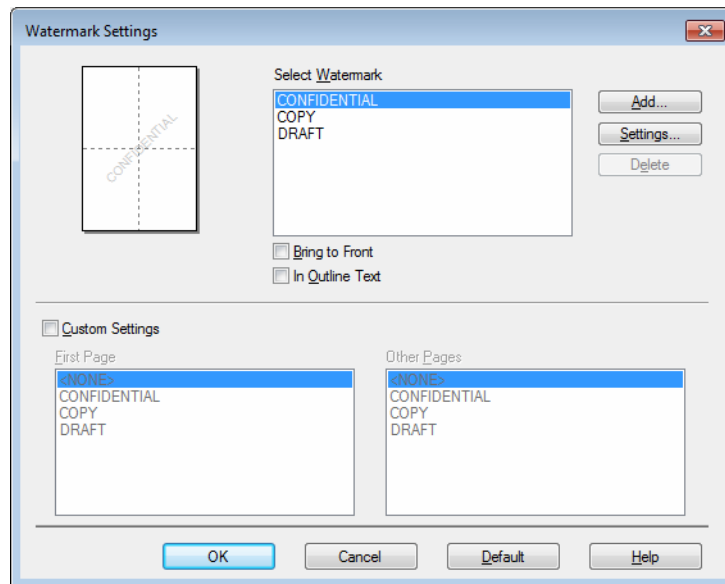 Watermark Settings
Select Watermark
CONFIDENTIAL
COPY
DRAFT
Add...
Settings...
Delete
CONFIDENTIAL
Bring to Front
In Outline Text
Custom Settings
First Page
<NONE>
CONFIDENTIAL
COPY
DRAFT
Other Pages
<NONE>
CONFIDENTIAL
COPY
DRAFT
OK
Cancel
Default
Help